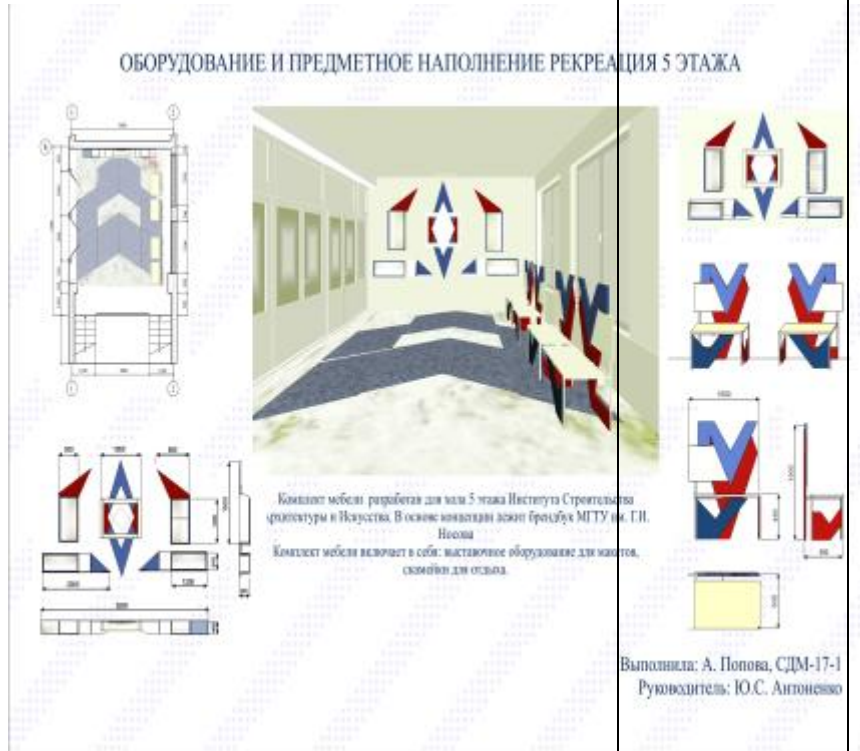 ОБОРУДОВАНИЕ И ПРЕДМЕТНОЕ НАПОЛНЕНИЕ РЕКРЕАЦИЯ 5 ЭТАЖА
Комплект мебели разработан для хола 5 этажа Института Строительства
Архитектуры и Искусства. В основе концепции лежит брендбук МГТУ им. Г.И.
Носова
Комплект мебели включает в себя: выставочное оборудование для макетов,
скамейки для отдыха.
Выполнила: А. Попова, СДМ-17-1
Руководитель: Ю.С. Антоненко